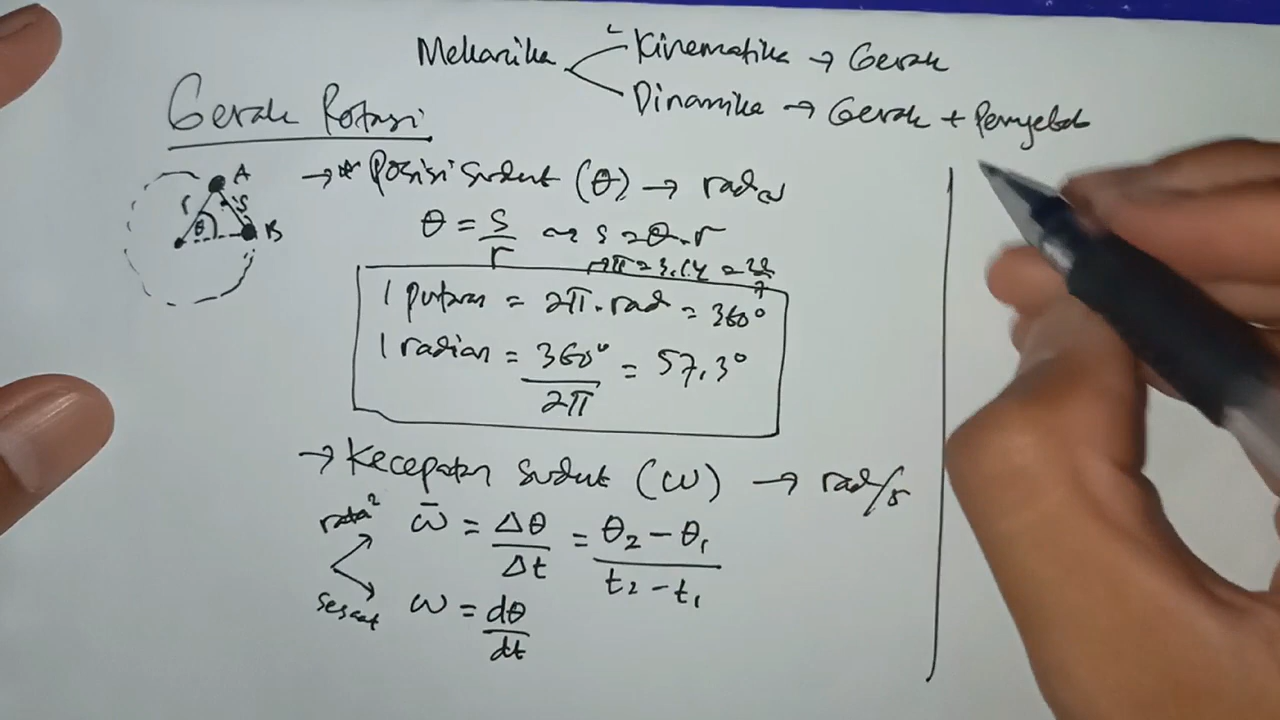 Mekanika
Kinematika → Gerak
Dinamika → Gerak + Penyebab
Gerak Rotasi
A
r
s
θ
B
→ * Posisi sudut (θ) → rad
θ = s/r ~ s = θ.r
→ π = 3,14 = 22/7
1 putaran = 2π.rad = 360°
1 radian = 360°/2π = 57,3°
→ Kecepatan sudut (ω) → rad/s
rata² ω̄ = Δθ/Δt = θ₂ - θ₁/t₂ - t₁
sesaat ω = dθ/dt